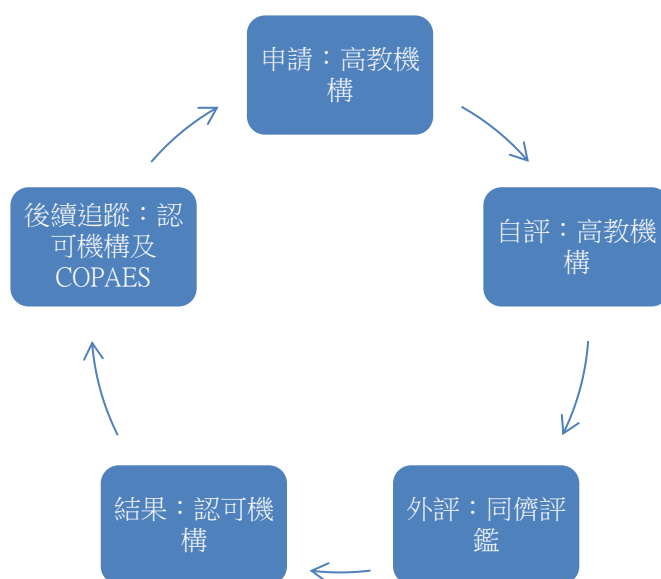 申請：高教機
構
自評：高教機
構
外評：同儕評
鑑
結果：認可機
構
後續追蹤：認
可機構及
COPAES